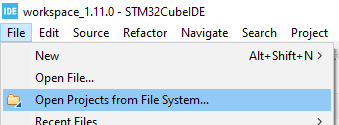 IDE workspace_1.11.0 - STM32CubeIDE
File Edit Source Refactor Navigate Search Project
New Alt+Shift+N >
Open File...
Open Projects from File System...
Recent Files